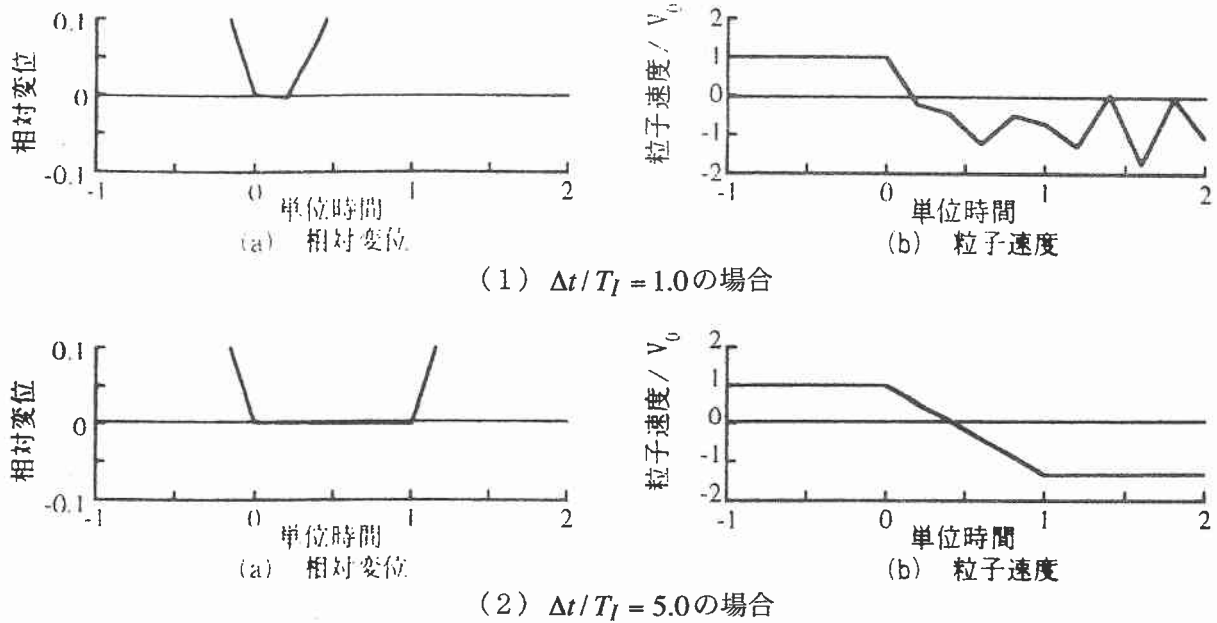 0.1
0
-0.1
相対変位
-1 0 1 2
単位時間
(a) 相対変位
2
1
0
-1
-2
粒子速度 / V0
-1 0 1 2
単位時間
(b) 粒子速度
(1) Δt/TI = 1.0の場合
0.1
0
-0.1
相対変位
-1 0 1 2
単位時間
(a) 相対変位
2
1
0
-1
-2
粒子速度 / V0
-1 0 1 2
単位時間
(b) 粒子速度
(2) Δt/TI = 5.0の場合